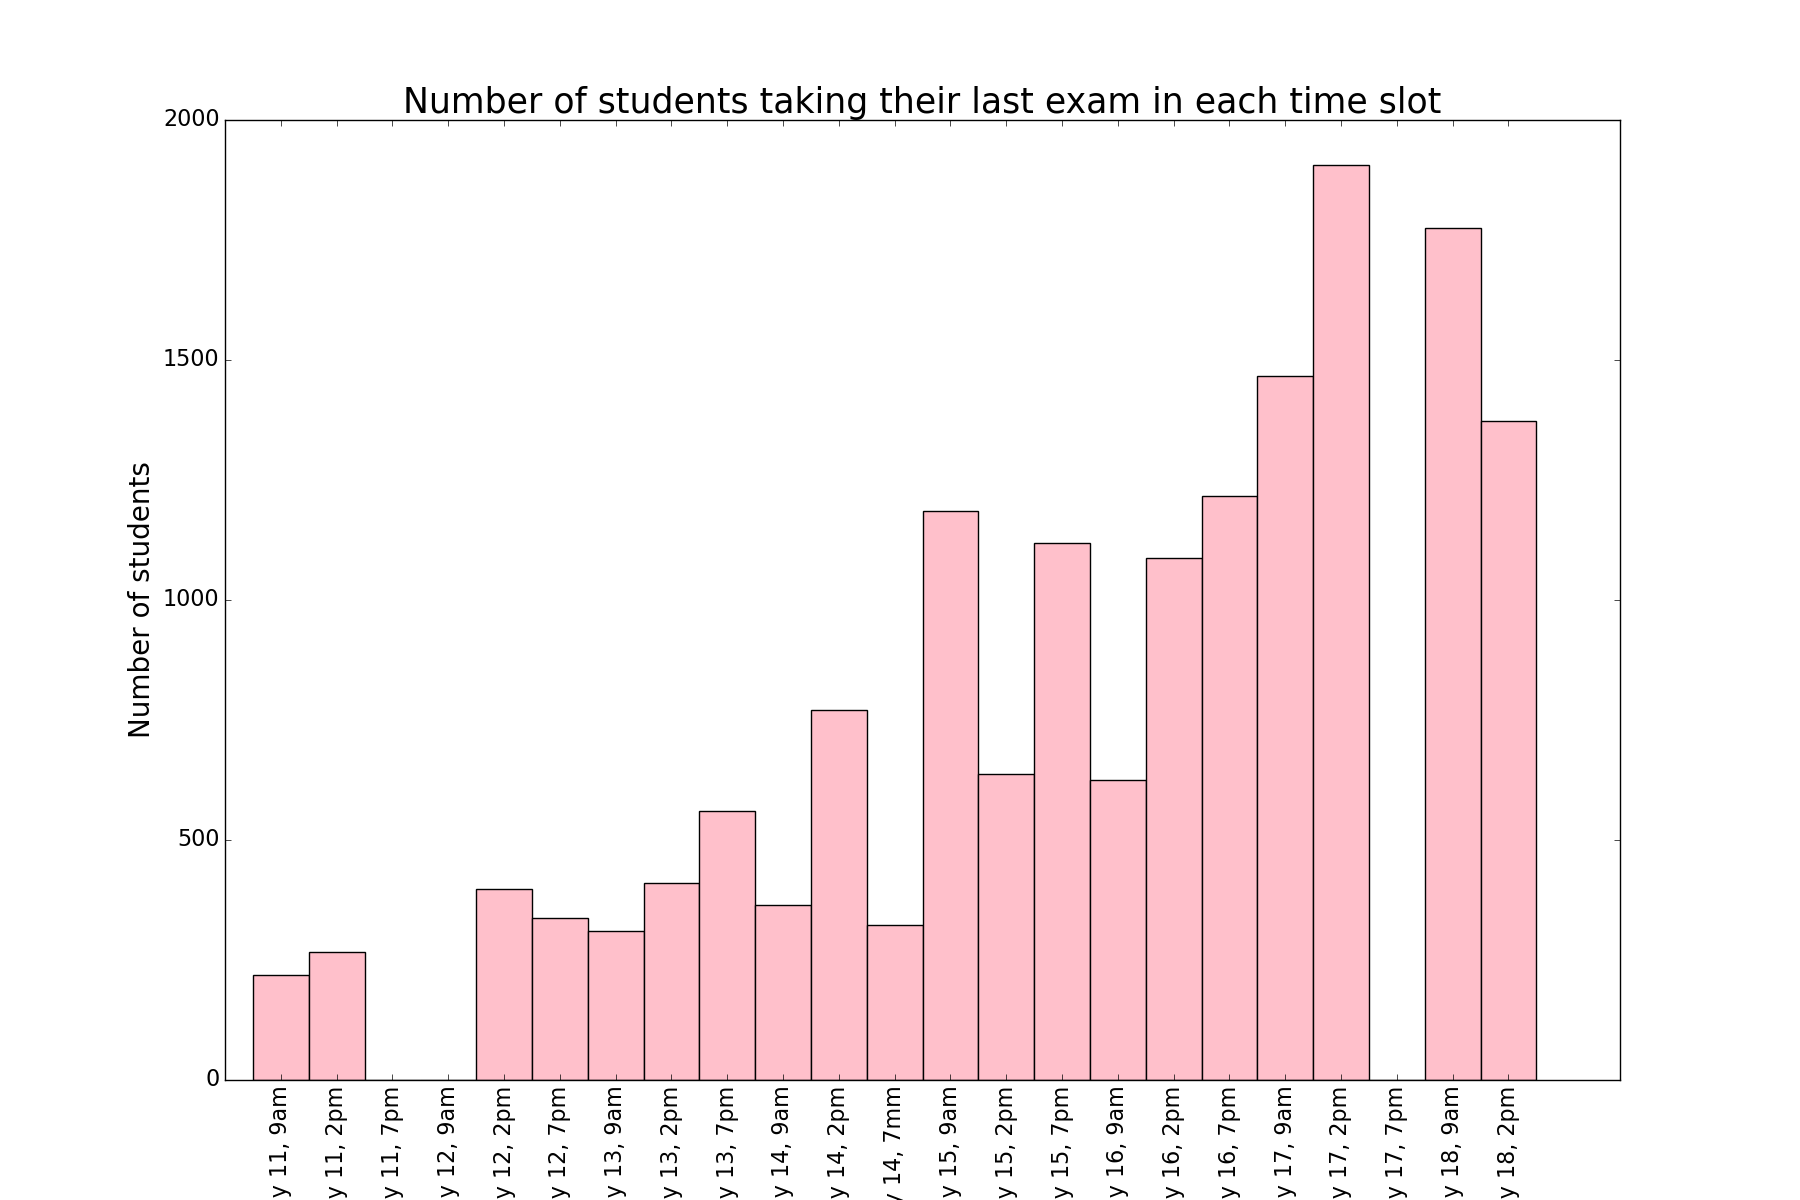 Number of students taking their last exam in each time slot
Number of students
2000
1500
1000
500
0
y 11, 9am
y 11, 2pm
y 11, 7pm
y 12, 9am
y 12, 2pm
y 12, 7pm
y 13, 9am
y 13, 2pm
y 13, 7pm
y 14, 9am
y 14, 2pm
y 14, 7mm
y 15, 9am
y 15, 2pm
y 15, 7pm
y 16, 9am
y 16, 2pm
y 16, 7pm
y 17, 9am
y 17, 2pm
y 17, 7pm
y 18, 9am
y 18, 2pm